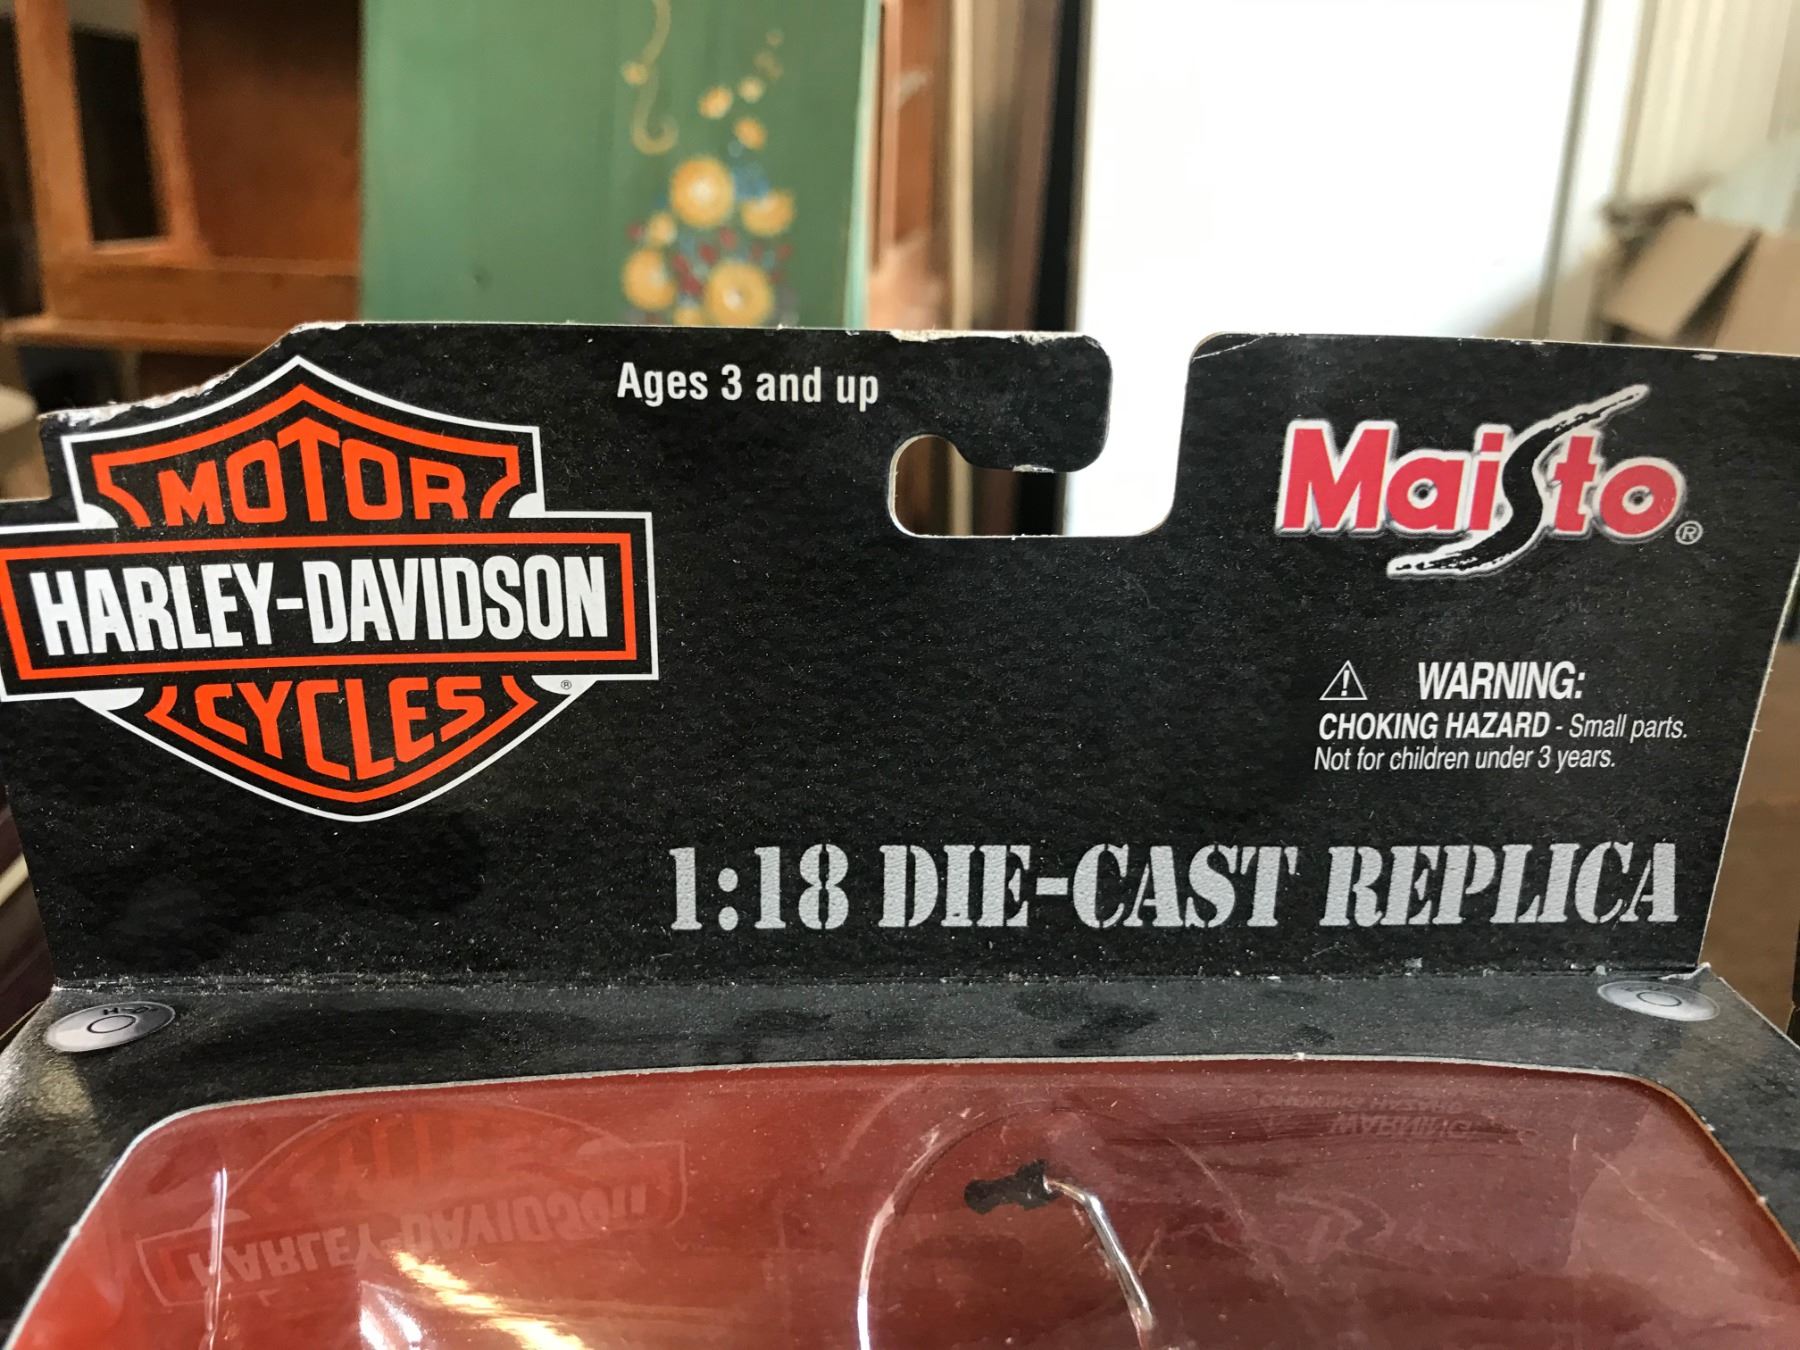 Ages 3 and up
MOTOR
HARLEY-DAVIDSON
CYCLES
®
Maisto®
⚠ WARNING:
CHOKING HAZARD - Small parts.
Not for children under 3 years.
1:18 DIE-CAST REPLICA